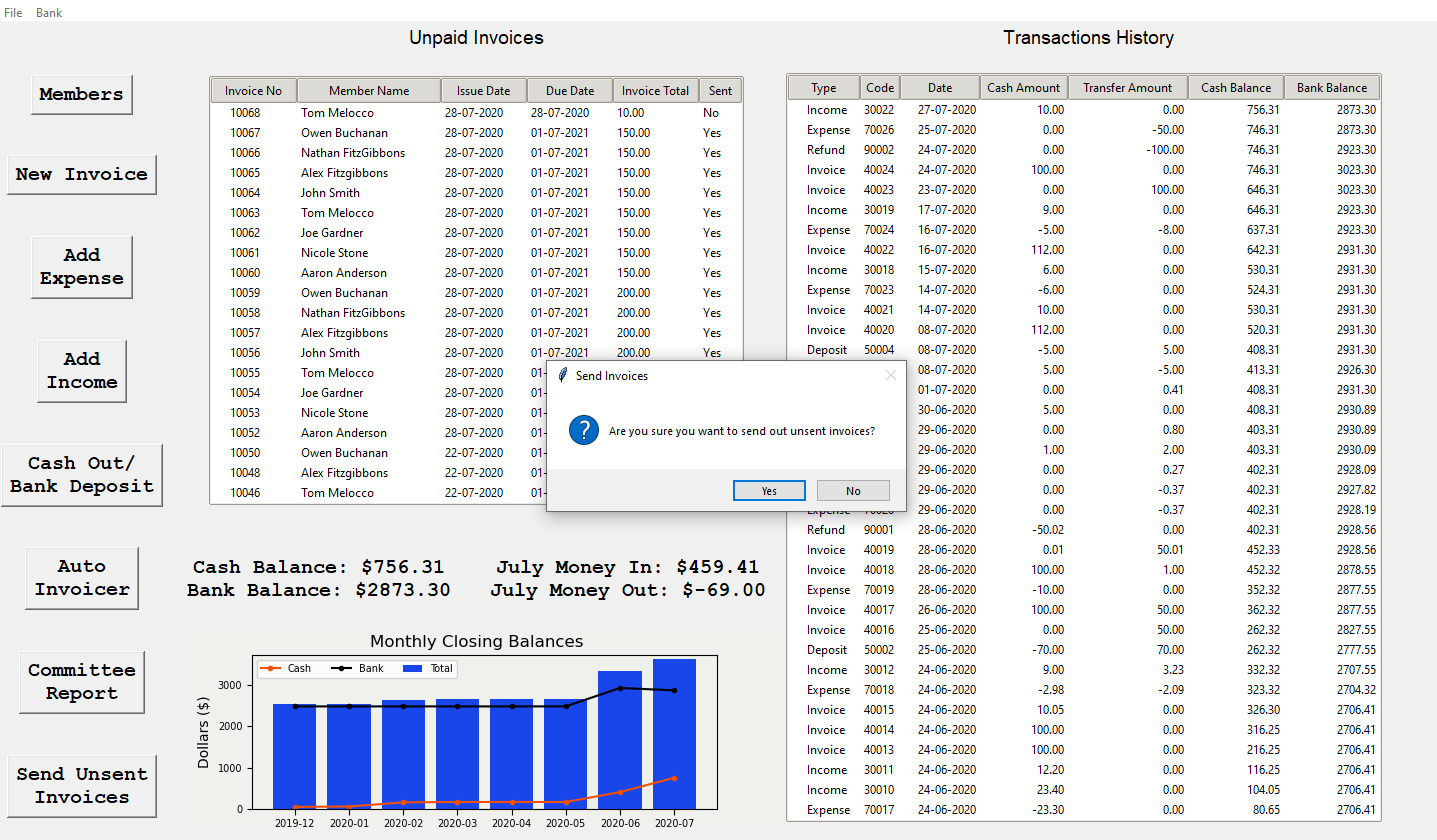 File Bank
Unpaid Invoices
Transactions History
Members
New Invoice
Add
Expense
Add
Income
Cash Out/
Bank Deposit
Auto
Invoicer
Committee
Report
Send Unsent
Invoices
Invoice No Member Name Issue Date Due Date Invoice Total Sent
10068 Tom Melocco 28-07-2020 28-07-2020 10.00 No
10067 Owen Buchanan 28-07-2020 01-07-2021 150.00 Yes
10066 Nathan FitzGibbons 28-07-2020 01-07-2021 150.00 Yes
10065 Alex Fitzgibbons 28-07-2020 01-07-2021 150.00 Yes
10064 John Smith 28-07-2020 01-07-2021 150.00 Yes
10063 Tom Melocco 28-07-2020 01-07-2021 150.00 Yes
10062 Joe Gardner 28-07-2020 01-07-2021 150.00 Yes
10061 Nicole Stone 28-07-2020 01-07-2021 150.00 Yes
10060 Aaron Anderson 28-07-2020 01-07-2021 150.00 Yes
10059 Owen Buchanan 28-07-2020 01-07-2021 200.00 Yes
10058 Nathan FitzGibbons 28-07-2020 01-07-2021 200.00 Yes
10057 Alex Fitzgibbons 28-07-2020 01-07-2021 200.00 Yes
10056 John Smith 28-07-2020 01-07-2021 200.00 Yes
10055 Tom Melocco 28-07-2020 01-
10054 Joe Gardner 28-07-2020 01-
10053 Nicole Stone 28-07-2020 01-
10052 Aaron Anderson 28-07-2020 01-
10050 Owen Buchanan 22-07-2020 01-
10048 Alex Fitzgibbons 22-07-2020 01-
10046 Tom Melocco 22-07-2020 01-
Send Invoices
Are you sure you want to send out unsent invoices?
Yes No
Type Code Date Cash Amount Transfer Amount Cash Balance Bank Balance
Income 30022 27-07-2020 10.00 0.00 756.31 2873.30
Expense 70026 25-07-2020 0.00 -50.00 746.31 2873.30
Refund 90002 24-07-2020 0.00 -100.00 746.31 2923.30
Invoice 40024 24-07-2020 100.00 0.00 746.31 3023.30
Invoice 40023 23-07-2020 0.00 100.00 646.31 3023.30
Income 30019 17-07-2020 9.00 0.00 646.31 2923.30
Expense 70024 16-07-2020 -5.00 -8.00 637.31 2923.30
Invoice 40022 16-07-2020 112.00 0.00 642.31 2931.30
Income 30018 15-07-2020 6.00 0.00 530.31 2931.30
Expense 70023 14-07-2020 -6.00 0.00 524.31 2931.30
Invoice 40021 14-07-2020 10.00 0.00 530.31 2931.30
Invoice 40020 08-07-2020 112.00 0.00 520.31 2931.30
Deposit 50004 08-07-2020 -5.00 5.00 408.31 2931.30
08-07-2020 5.00 -5.00 413.31 2926.30
01-07-2020 0.00 0.41 408.31 2931.30
30-06-2020 5.00 0.00 408.31 2930.89
29-06-2020 0.00 0.80 403.31 2930.89
29-06-2020 1.00 2.00 403.31 2930.09
29-06-2020 0.00 0.27 402.31 2928.09
29-06-2020 0.00 -0.37 402.31 2927.82
29-06-2020 0.00 -0.37 402.31 2928.19
Refund 90001 28-06-2020 -50.02 0.00 402.31 2928.56
Invoice 40019 28-06-2020 0.01 50.01 452.33 2928.56
Invoice 40018 28-06-2020 100.00 1.00 452.32 2878.55
Expense 70019 28-06-2020 -10.00 0.00 352.32 2877.55
Invoice 40017 26-06-2020 100.00 50.00 362.32 2877.55
Invoice 40016 25-06-2020 0.00 50.00 262.32 2827.55
Deposit 50002 25-06-2020 -70.00 70.00 262.32 2777.55
Income 30012 24-06-2020 9.00 3.23 332.32 2707.55
Expense 70018 24-06-2020 -2.98 -2.09 323.32 2704.32
Invoice 40015 24-06-2020 10.05 0.00 326.30 2706.41
Invoice 40014 24-06-2020 100.00 0.00 316.25 2706.41
Invoice 40013 24-06-2020 100.00 0.00 216.25 2706.41
Income 30011 24-06-2020 12.20 0.00 116.25 2706.41
Income 30010 24-06-2020 23.40 0.00 104.05 2706.41
Expense 70017 24-06-2020 -23.30 0.00 80.65 2706.41
Cash Balance: $756.31 July Money In: $459.41
Bank Balance: $2873.30 July Money Out: $-69.00
Monthly Closing Balances
Cash Bank Total
Dollars ($)
3000
2000
1000
0
2019-12 2020-01 2020-02 2020-03 2020-04 2020-05 2020-06 2020-07